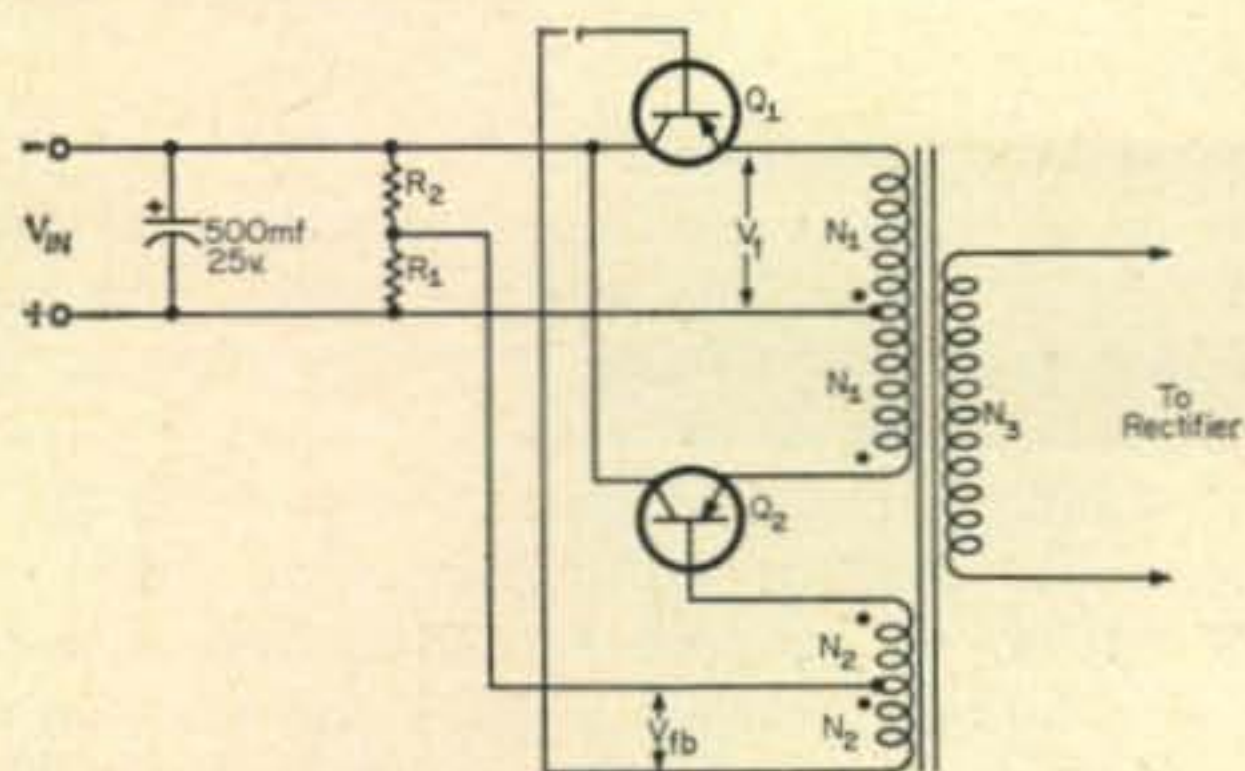 Q1
-
R2
V1
N1
+
500mf
25v.
VIN
R1
+
N1
N3
To
Rectifier
Q2
N2
Vfb
N2